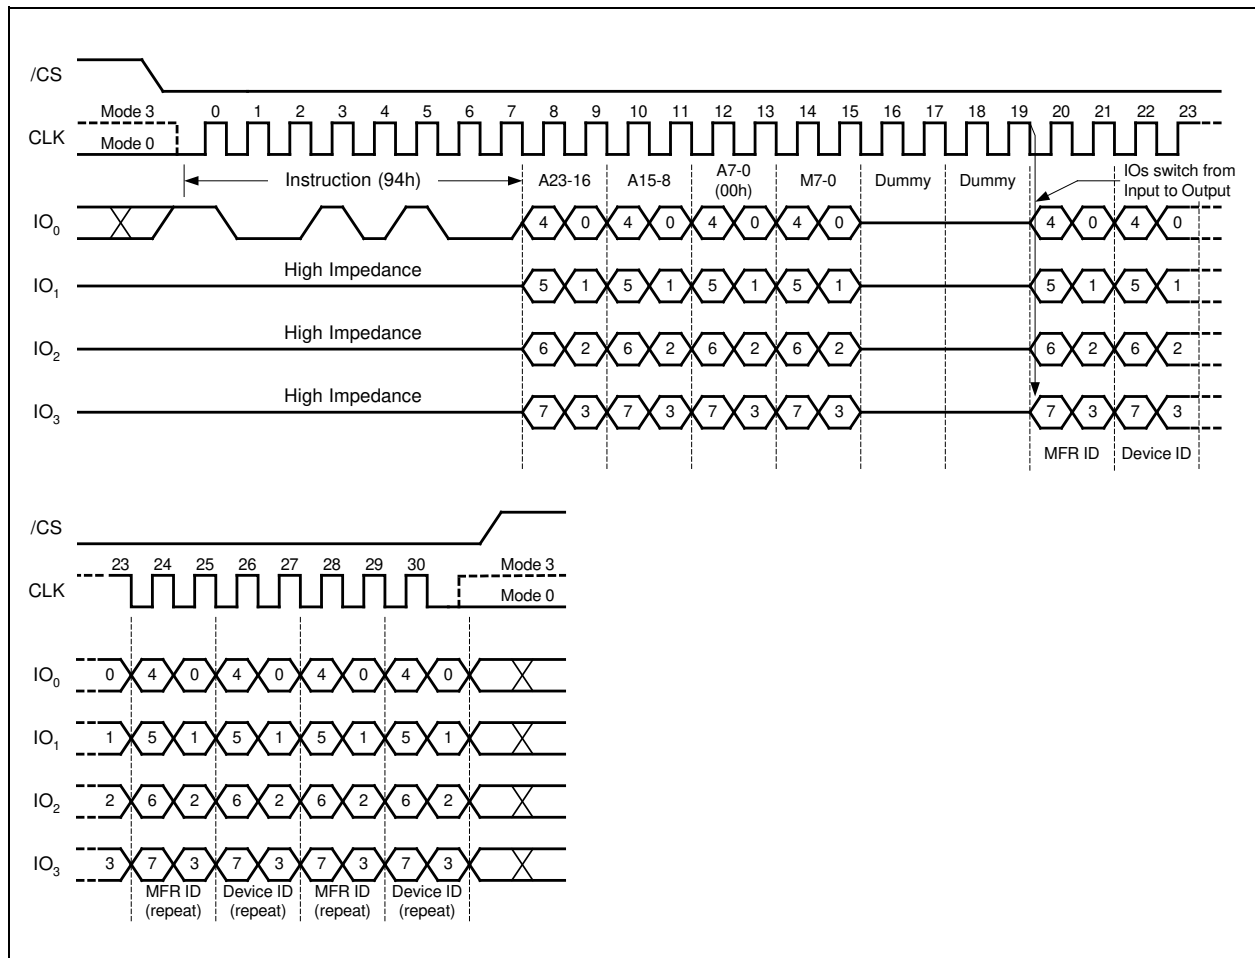 /CS
Mode 3 0 1 2 3 4 5 6 7 8 9 10 11 12 13 14 15 16 17 18 19 20 21 22 23
CLK
Mode 0
Instruction (94h) A23-16 A15-8 A7-0 (00h) M7-0 Dummy Dummy IOs switch from Input to Output
IO0 4 0 4 0 4 0 4 0 4 0 4 0
High Impedance
IO1 5 1 5 1 5 1 5 1 5 1 5 1
High Impedance
IO2 6 2 6 2 6 2 6 2 6 2 6 2
High Impedance
IO3 7 3 7 3 7 3 7 3 7 3 7 3
MFR ID Device ID
/CS
23 24 25 26 27 28 29 30 Mode 3
CLK
Mode 0
IO0 0 4 0 4 0 4 0 4 0
IO1 1 5 1 5 1 5 1 5 1
IO2 2 6 2 6 2 6 2 6 2
IO3 3 7 3 7 3 7 3 7 3
MFR ID Device ID MFR ID Device ID
(repeat) (repeat) (repeat) (repeat)